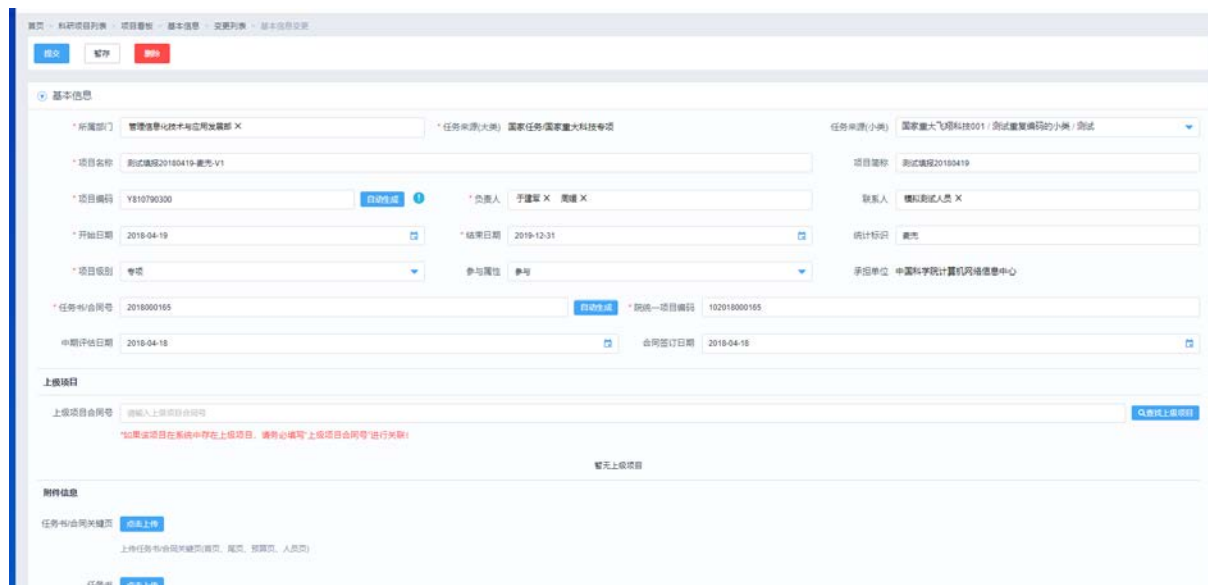 首页 - 科研项目列表 - 项目看板 - 基本信息 - 变更列表 - 基本信息变更
提交 暂存 删除
基本信息
* 所属部门 管理信息化技术与应用发展部 X * 任务来源(大类) 国家任务/国家重大科技专项 任务来源(小类) 国家重大飞翔科技001 / 测试重复编码的小类 / 测试
* 项目名称 测试填报20180419-麦壳-V1 项目简称 测试填报20180419
* 项目编码 Y810790300 自动生成 * 负责人 于建军 X 周 X 联系人 模拟测试人员 X
* 开始日期 2018-04-19 * 结束日期 2019-12-31 统计标识 麦壳
* 项目级别 专项 参与属性 参与 承担单位 中国科学院计算机网络信息中心
* 任务书/合同号 2018000165 自动生成 * 院统一项目编码 102018000165
中期评估日期 2018-04-18 合同签订日期 2018-04-18
上级项目
上级项目合同号 请输入上级项目合同号 查找上级项目
*如果该项目在系统中存在上级项目，请务必填写"上级项目合同号"进行关联!
暂无上级项目
附件信息
任务书/合同关键页 点击上传
上传任务书/合同关键页(首页、尾页、预算页、人员页)
任务书 点击上传